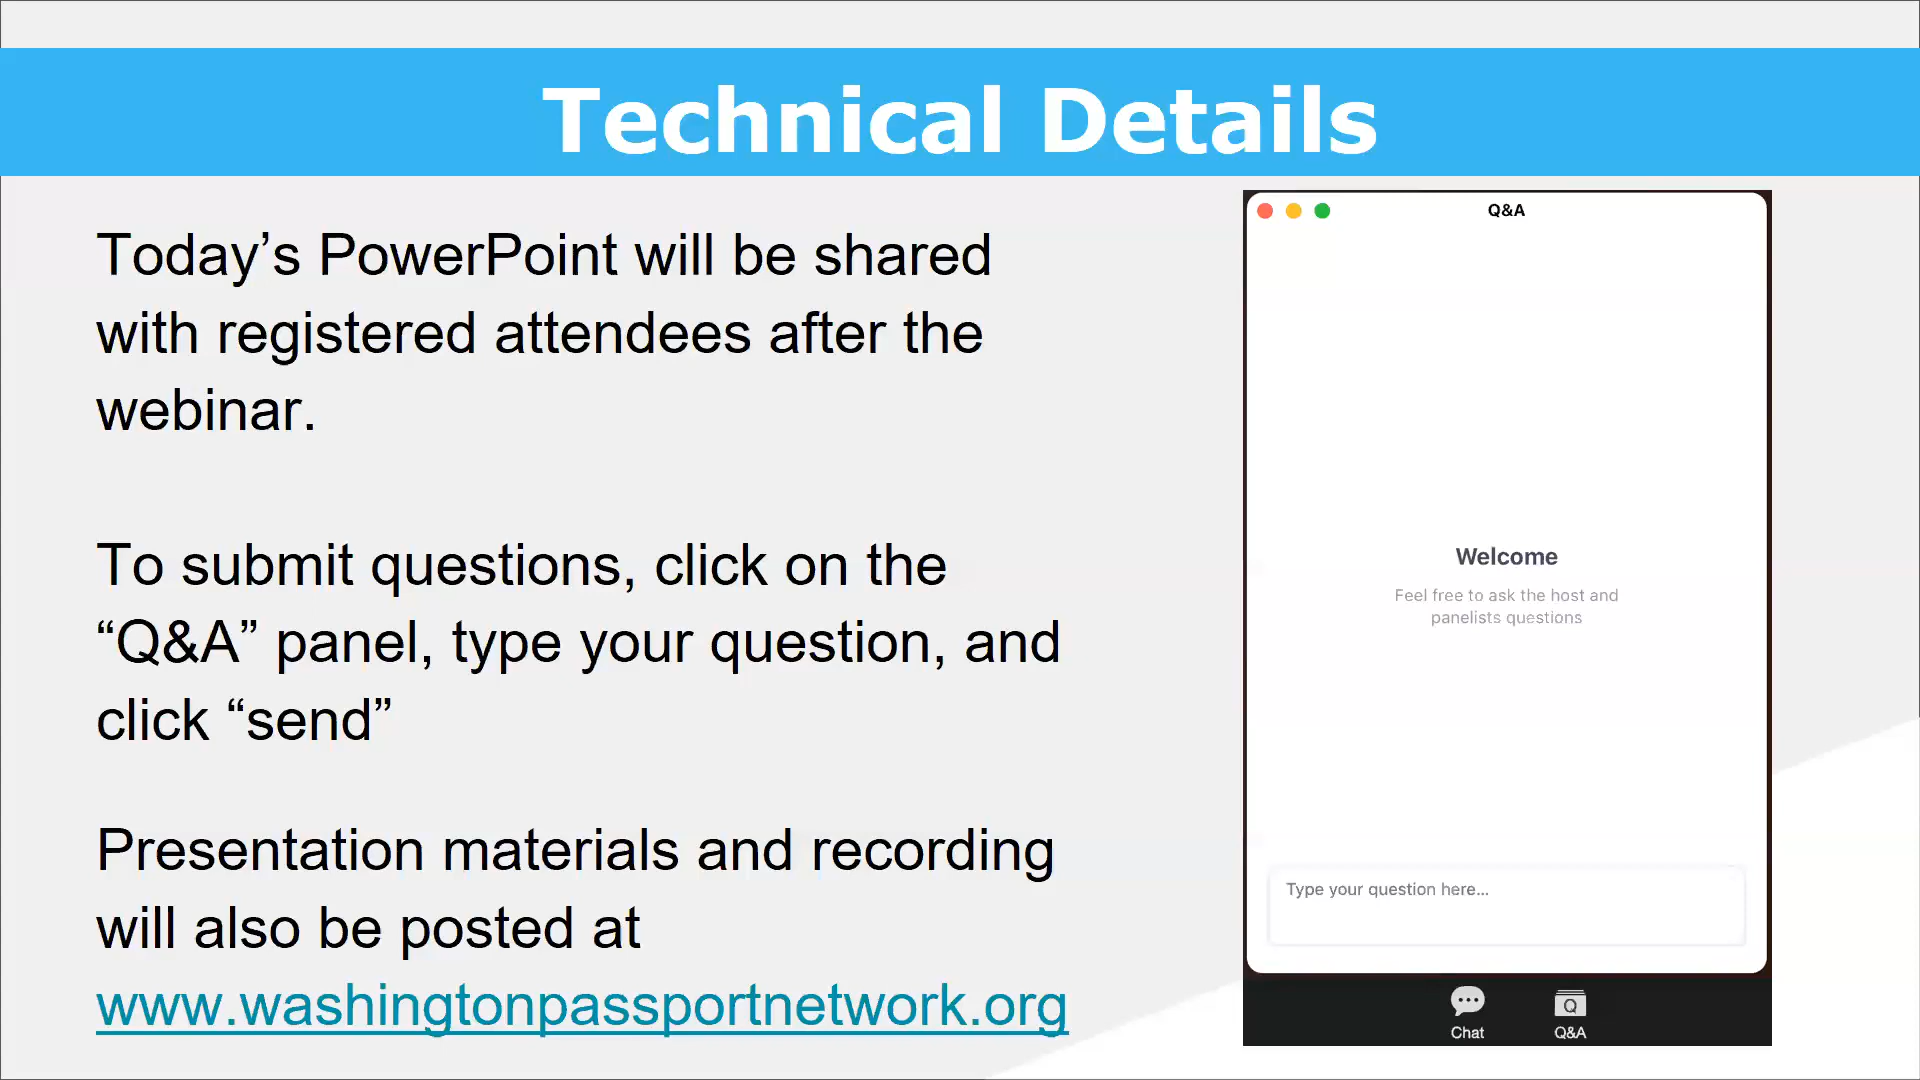 Technical Details
Today’s PowerPoint will be shared
with registered attendees after the
webinar.
To submit questions, click on the
“Q&A” panel, type your question, and
click “send”
Presentation materials and recording
will also be posted at
www.washingtonpassportnetwork.org
Q&A
Welcome
Feel free to ask the host and
panelists questions
Type your question here...
Chat
Q
Q&A